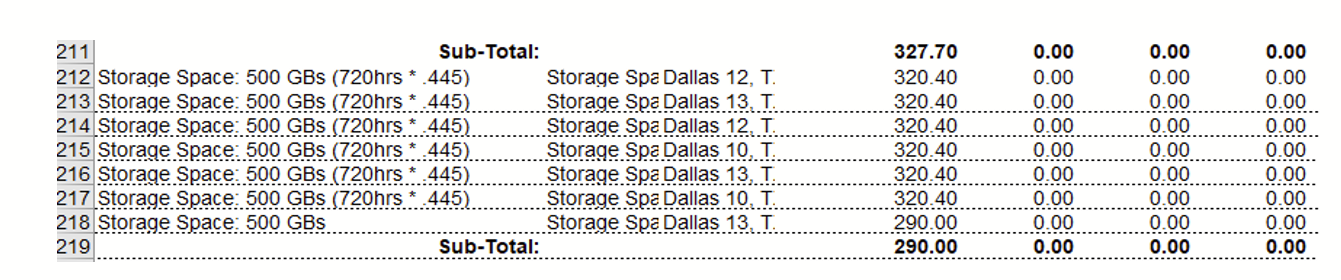 211 Sub-Total: 327.70 0.00 0.00 0.00
212 Storage Space: 500 GBs (720hrs * .445) Storage Spa Dallas 12, T. 320.40 0.00 0.00 0.00
213 Storage Space: 500 GBs (720hrs * .445) Storage Spa Dallas 13, T. 320.40 0.00 0.00 0.00
214 Storage Space: 500 GBs (720hrs * .445) Storage Spa Dallas 12, T. 320.40 0.00 0.00 0.00
215 Storage Space: 500 GBs (720hrs * .445) Storage Spa Dallas 10, T. 320.40 0.00 0.00 0.00
216 Storage Space: 500 GBs (720hrs * .445) Storage Spa Dallas 13, T. 320.40 0.00 0.00 0.00
217 Storage Space: 500 GBs (720hrs * .445) Storage Spa Dallas 10, T. 320.40 0.00 0.00 0.00
218 Storage Space: 500 GBs Storage Spa Dallas 13, T. 290.00 0.00 0.00 0.00
219 Sub-Total: 290.00 0.00 0.00 0.00